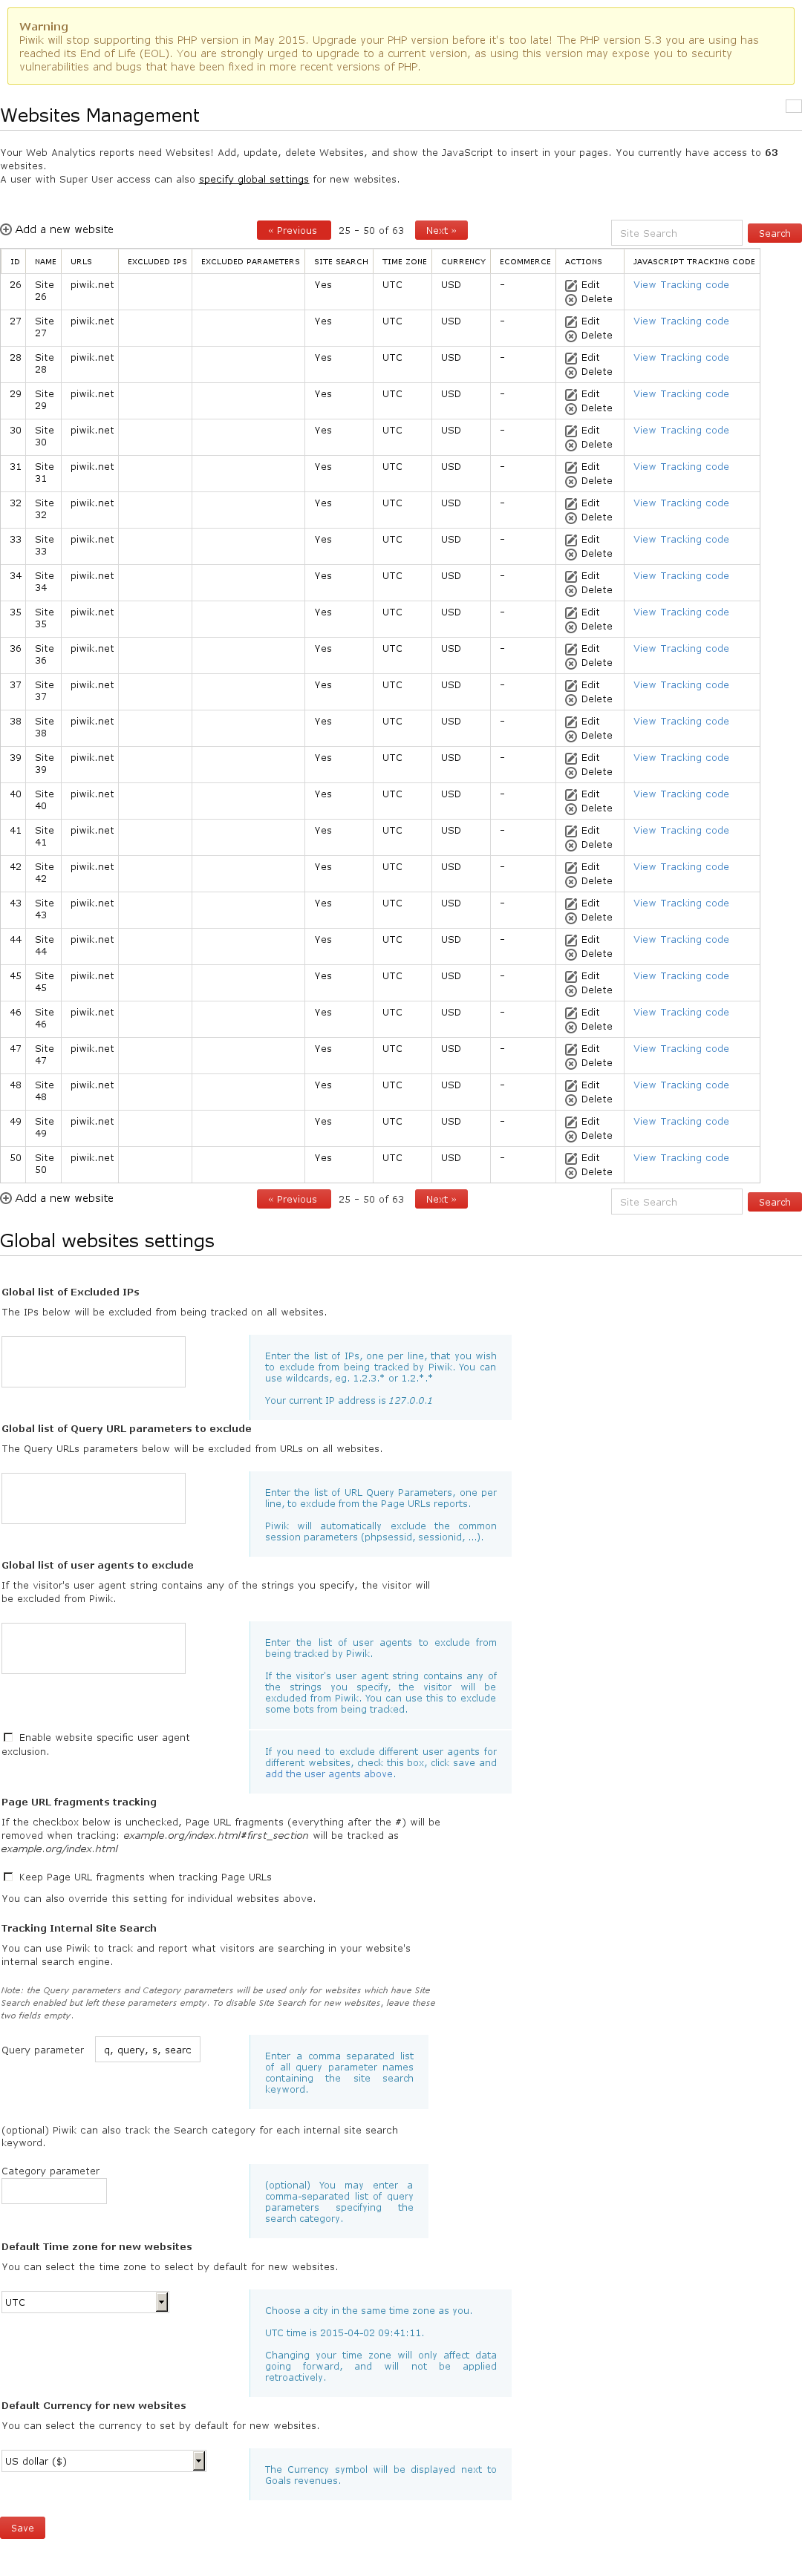 Warning
Piwik will stop supporting this PHP version in May 2015. Upgrade your PHP version before it's too late! The PHP version 5.3 you are using has
reached its End of Life (EOL). You are strongly urged to upgrade to a current version, as using this version may expose you to security
vulnerabilities and bugs that have been fixed in more recent versions of PHP.
Websites Management
Your Web Analytics reports need Websites! Add, update, delete Websites, and show the JavaScript to insert in your pages. You currently have access to 63
websites.
A user with Super User access can also specify global settings for new websites.
Add a new website « Previous 25 – 50 of 63 Next » Site Search Search
ID NAME URLS EXCLUDED IPS EXCLUDED PARAMETERS SITE SEARCH TIME ZONE CURRENCY ECOMMERCE ACTIONS JAVASCRIPT TRACKING CODE
26 Site piwik.net Yes UTC USD - Edit View Tracking code
26 Delete
27 Site piwik.net Yes UTC USD - Edit View Tracking code
27 Delete
28 Site piwik.net Yes UTC USD - Edit View Tracking code
28 Delete
29 Site piwik.net Yes UTC USD - Edit View Tracking code
29 Delete
30 Site piwik.net Yes UTC USD - Edit View Tracking code
30 Delete
31 Site piwik.net Yes UTC USD - Edit View Tracking code
31 Delete
32 Site piwik.net Yes UTC USD - Edit View Tracking code
32 Delete
33 Site piwik.net Yes UTC USD - Edit View Tracking code
33 Delete
34 Site piwik.net Yes UTC USD - Edit View Tracking code
34 Delete
35 Site piwik.net Yes UTC USD - Edit View Tracking code
35 Delete
36 Site piwik.net Yes UTC USD - Edit View Tracking code
36 Delete
37 Site piwik.net Yes UTC USD - Edit View Tracking code
37 Delete
38 Site piwik.net Yes UTC USD - Edit View Tracking code
38 Delete
39 Site piwik.net Yes UTC USD - Edit View Tracking code
39 Delete
40 Site piwik.net Yes UTC USD - Edit View Tracking code
40 Delete
41 Site piwik.net Yes UTC USD - Edit View Tracking code
41 Delete
42 Site piwik.net Yes UTC USD - Edit View Tracking code
42 Delete
43 Site piwik.net Yes UTC USD - Edit View Tracking code
43 Delete
44 Site piwik.net Yes UTC USD - Edit View Tracking code
44 Delete
45 Site piwik.net Yes UTC USD - Edit View Tracking code
45 Delete
46 Site piwik.net Yes UTC USD - Edit View Tracking code
46 Delete
47 Site piwik.net Yes UTC USD - Edit View Tracking code
47 Delete
48 Site piwik.net Yes UTC USD - Edit View Tracking code
48 Delete
49 Site piwik.net Yes UTC USD - Edit View Tracking code
49 Delete
50 Site piwik.net Yes UTC USD - Edit View Tracking code
50 Delete
Add a new website « Previous 25 – 50 of 63 Next » Site Search Search
Global websites settings
Global list of Excluded IPs
The IPs below will be excluded from being tracked on all websites.
Enter the list of IPs, one per line, that you wish
to exclude from being tracked by Piwik. You can
use wildcards, eg. 1.2.3.* or 1.2.*.*
Your current IP address is 127.0.0.1
Global list of Query URL parameters to exclude
The Query URLs parameters below will be excluded from URLs on all websites.
Enter the list of URL Query Parameters, one per
line, to exclude from the Page URLs reports.
Piwik will automatically exclude the common
session parameters (phpsessid, sessionid, ...).
Global list of user agents to exclude
If the visitor's user agent string contains any of the strings you specify, the visitor will
be excluded from Piwik.
Enter the list of user agents to exclude from
being tracked by Piwik.
If the visitor's user agent string contains any of
the strings you specify, the visitor will be
excluded from Piwik. You can use this to exclude
some bots from being tracked.
Enable website specific user agent
exclusion.
If you need to exclude different user agents for
different websites, check this box, click save and
add the user agents above.
Page URL fragments tracking
If the checkbox below is unchecked, Page URL fragments (everything after the #) will be
removed when tracking: example.org/index.html#first_section will be tracked as
example.org/index.html
Keep Page URL fragments when tracking Page URLs
You can also override this setting for individual websites above.
Tracking Internal Site Search
You can use Piwik to track and report what visitors are searching in your website's
internal search engine.
Note: the Query parameters and Category parameters will be used only for websites which have Site
Search enabled but left these parameters empty. To disable Site Search for new websites, leave these
two fields empty.
Query parameter q, query, s, searc
Enter a comma separated list
of all query parameter names
containing the site search
keyword.
(optional) Piwik can also track the Search category for each internal site search
keyword.
Category parameter
(optional) You may enter a
comma-separated list of query
parameters specifying the
search category.
Default Time zone for new websites
You can select the time zone to select by default for new websites.
UTC
Choose a city in the same time zone as you.
UTC time is 2015-04-02 09:41:11.
Changing your time zone will only affect data
going forward, and will not be applied
retroactively.
Default Currency for new websites
You can select the currency to set by default for new websites.
US dollar ($)
The Currency symbol will be displayed next to
Goals revenues.
Save